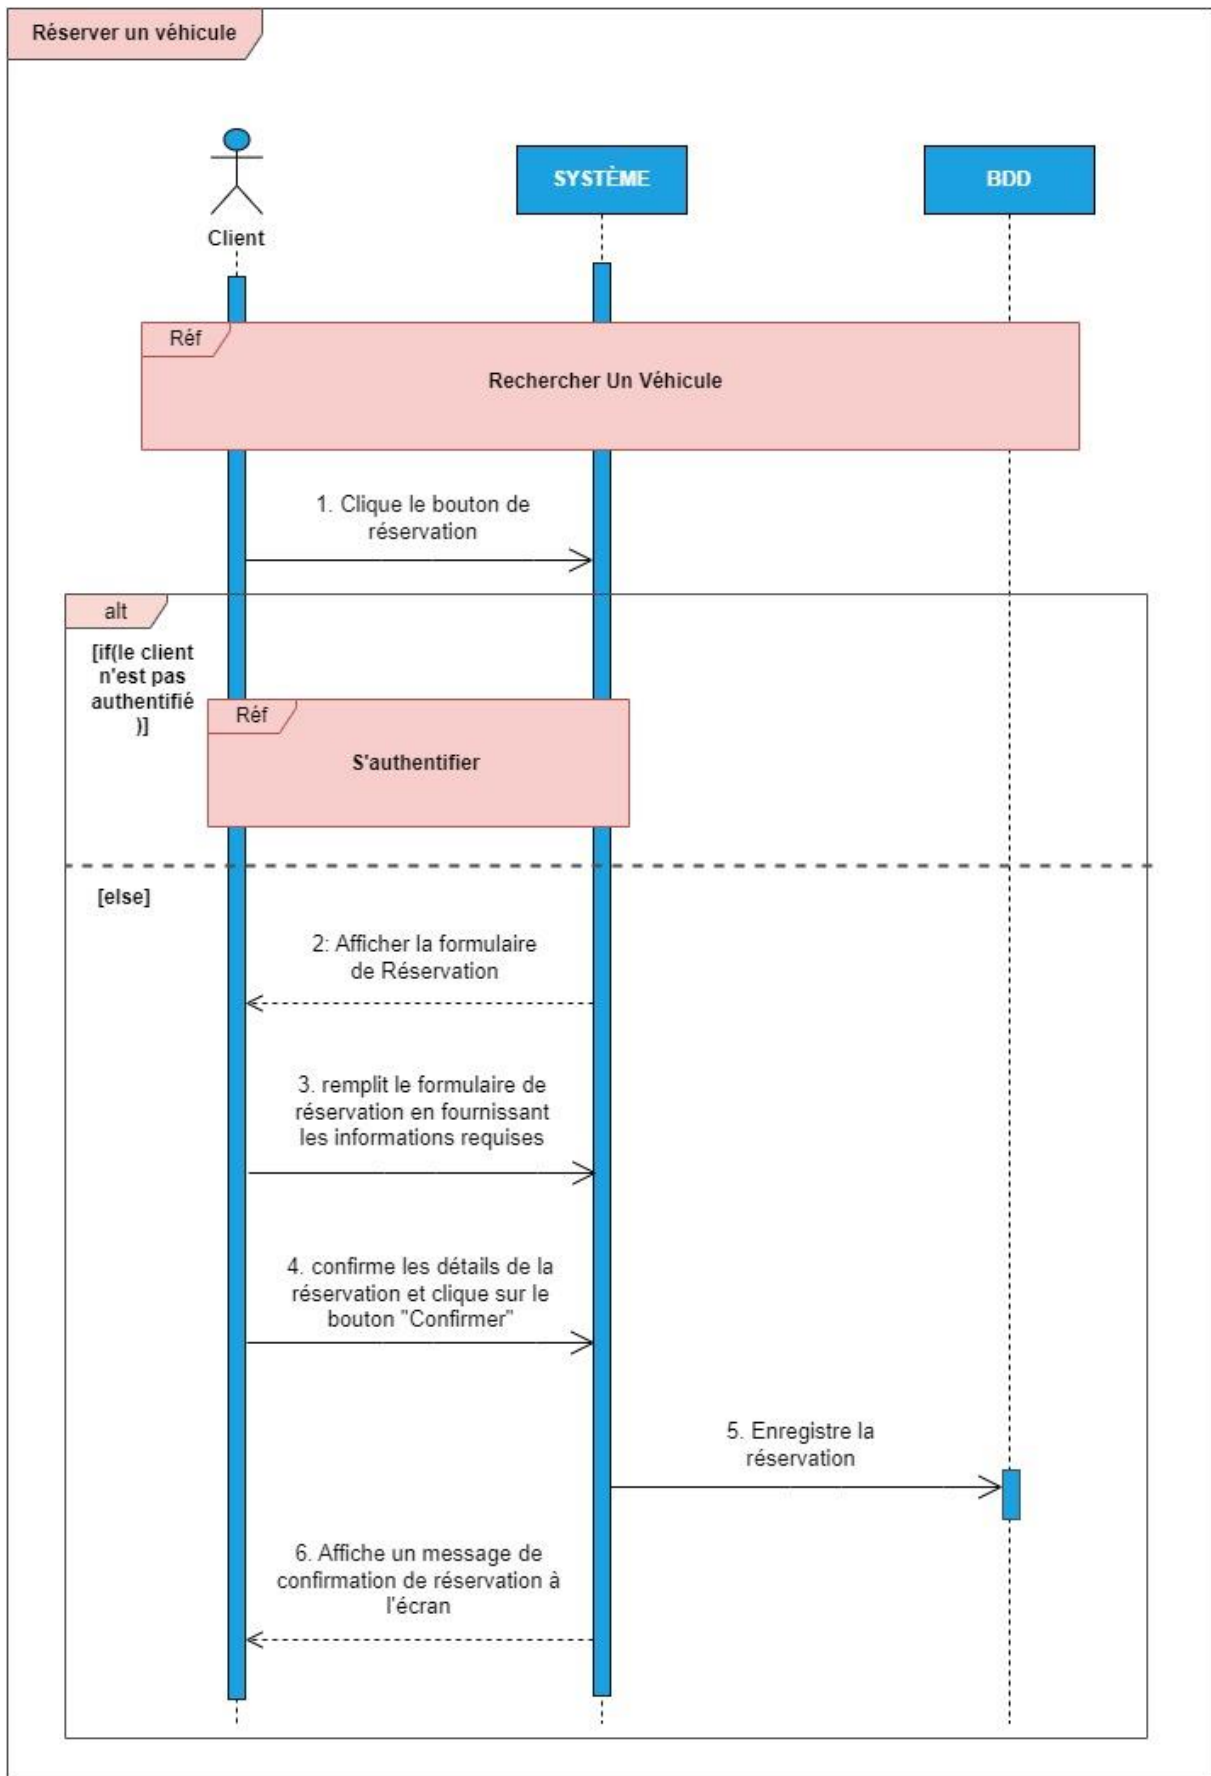 Réserver un véhicule
SYSTÈME
BDD
Client
Réf
Rechercher Un Véhicule
1. Clique le bouton de
réservation
alt
[if(le client
n'est pas
authentifié
)]
Réf
S'authentifier
[else]
2: Afficher la formulaire
de Réservation
3. remplit le formulaire de
réservation en fournissant
les informations requises
4. confirme les détails de la
réservation et clique sur le
bouton "Confirmer"
5. Enregistre la
réservation
6. Affiche un message de
confirmation de réservation à
l'écran